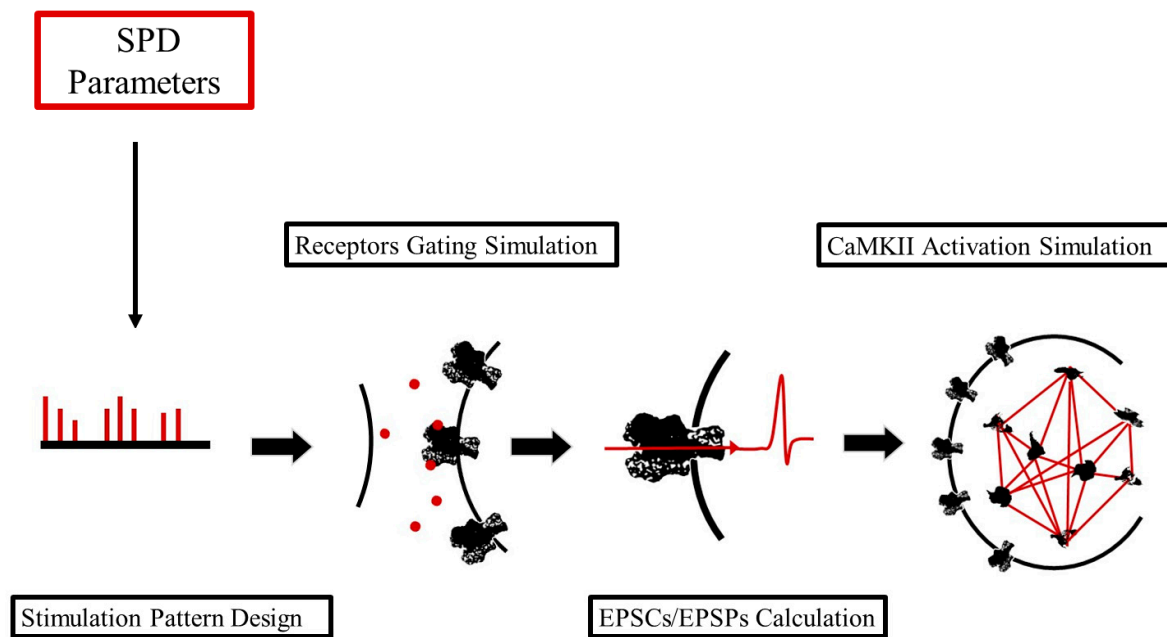 SPD
Parameters
Receptors Gating Simulation
CaMKII Activation Simulation
Stimulation Pattern Design
EPSCs/EPSPs Calculation